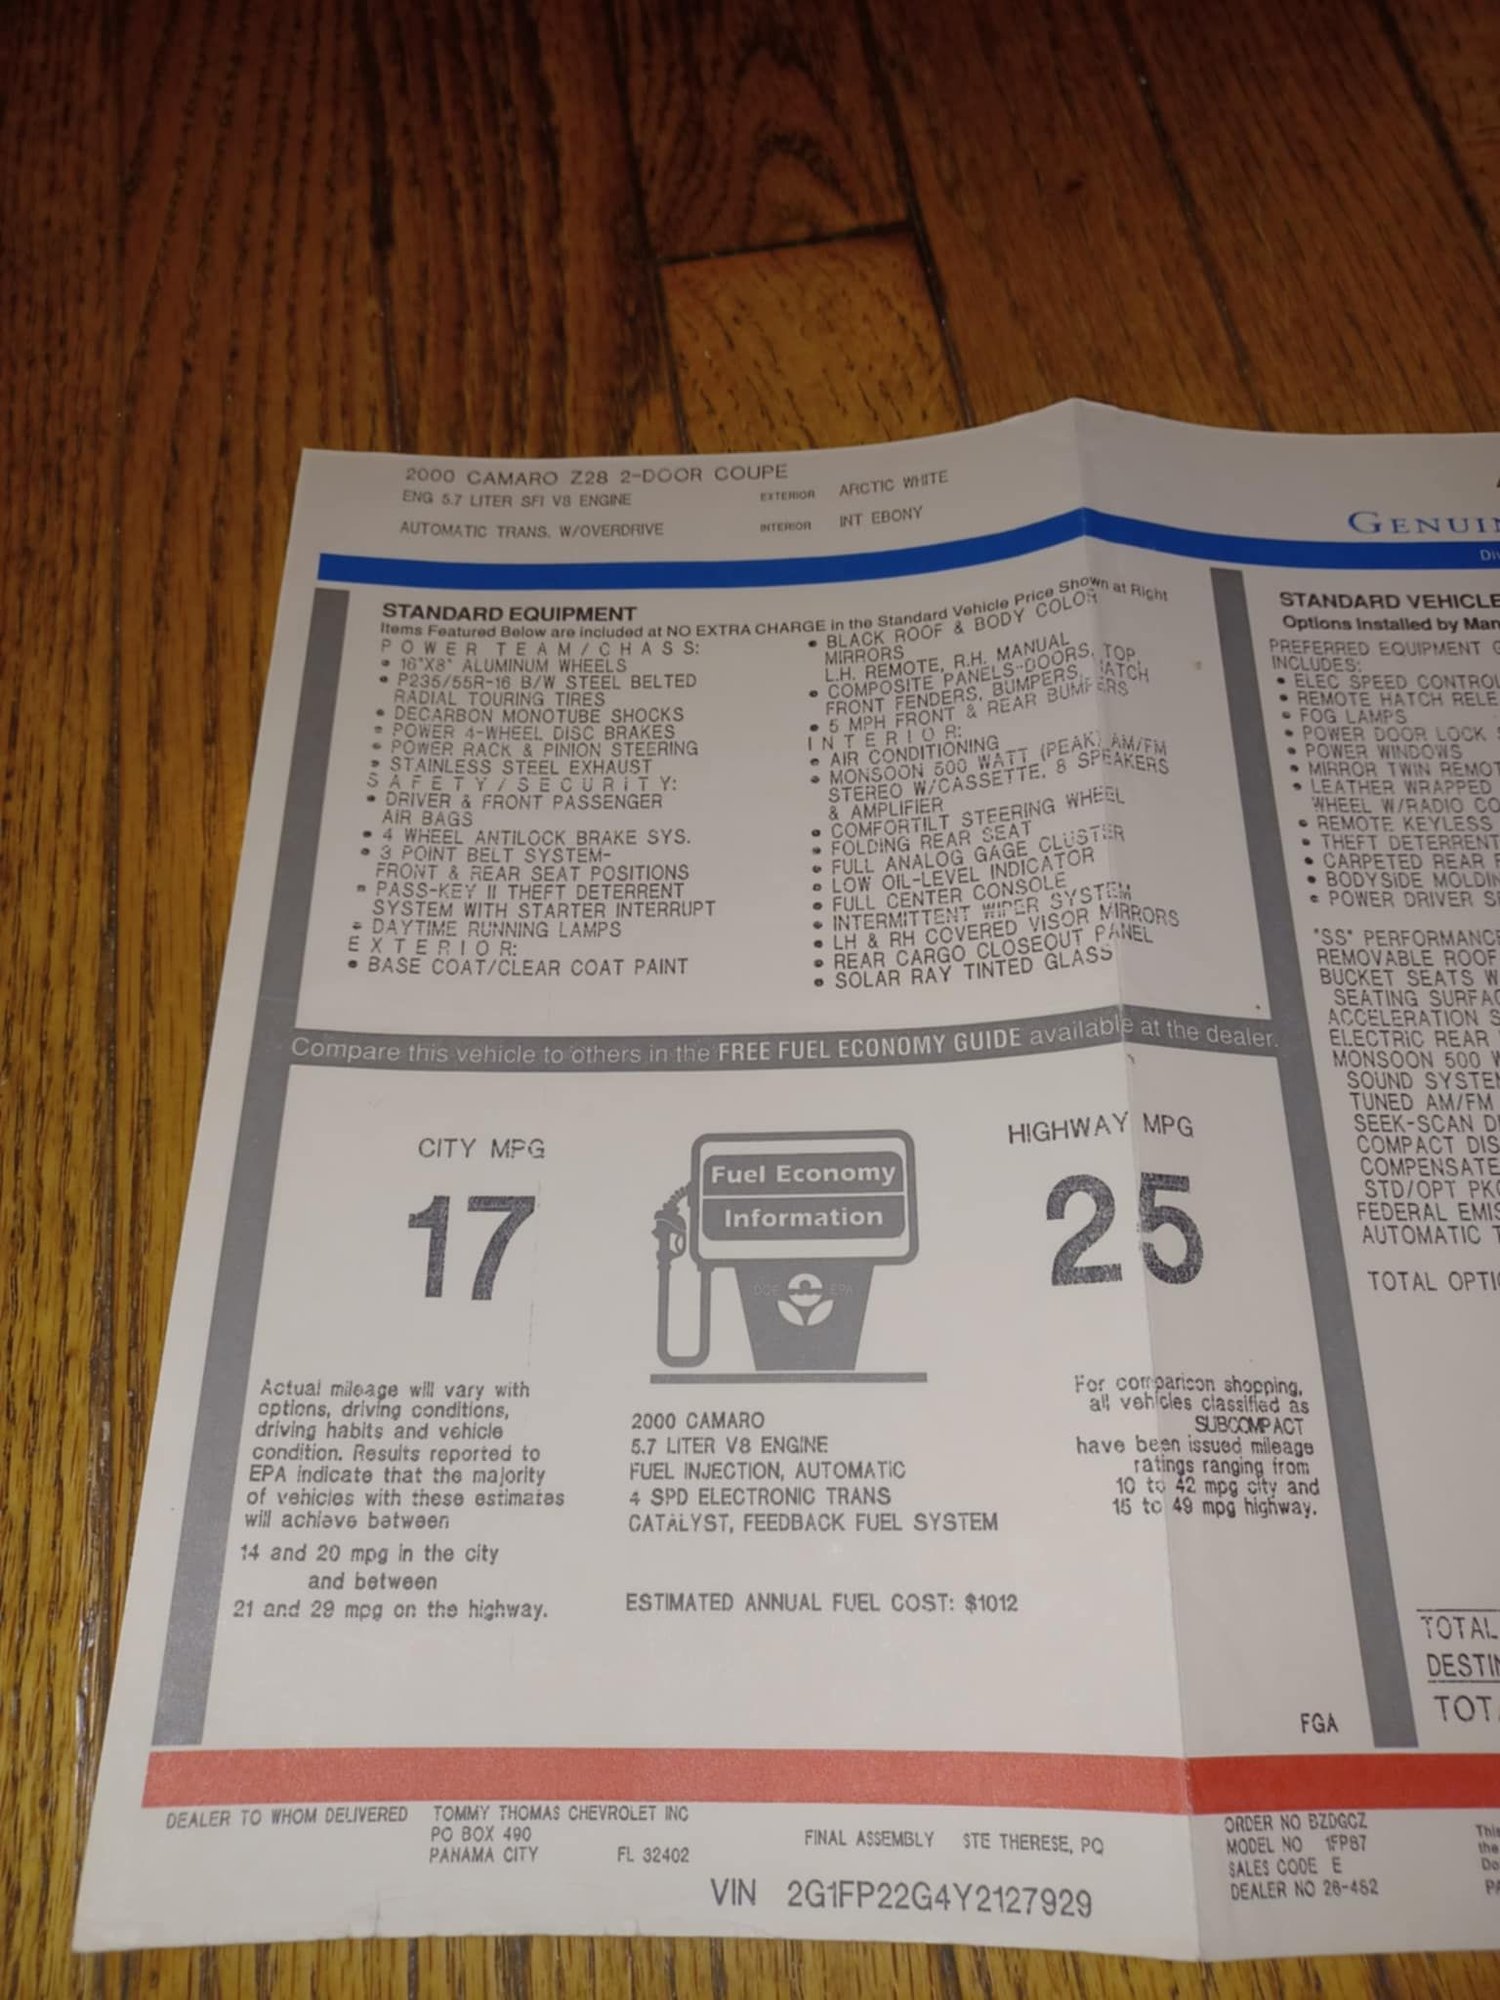 2000 CAMARO Z28 2-DOOR COUPE
ENG 5.7 LITER SFI V8 ENGINE
AUTOMATIC TRANS. W/OVERDRIVE
EXTERIOR ARCTIC WHITE
INTERIOR INT EBONY
STANDARD EQUIPMENT
Items Featured Below are included at NO EXTRA CHARGE in the Standard Vehicle Price Shown at Right
POWER TEAM/CHASS:
• 16"X8" ALUMINUM WHEELS
• P235/55R-16 B/W STEEL BELTED
RADIAL TOURING TIRES
• DECARBON MONOTUBE SHOCKS
• POWER 4-WHEEL DISC BRAKES
• POWER RACK & PINION STEERING
• STAINLESS STEEL EXHAUST
SAFETY/SECURITY:
• DRIVER & FRONT PASSENGER
AIR BAGS
• 4 WHEEL ANTILOCK BRAKE SYS.
• 3 POINT BELT SYSTEM-
FRONT & REAR SEAT POSITIONS
• PASS-KEY II THEFT DETERRENT
SYSTEM WITH STARTER INTERRUPT
• DAYTIME RUNNING LAMPS
EXTERIOR:
• BASE COAT/CLEAR COAT PAINT
• BLACK ROOF & BODY COLOR
MIRRORS
L.H. REMOTE, R.H. MANUAL
• COMPOSITE PANELS-DOORS, TOP
FRONT FENDERS, BUMPERS, HATCH
• 5 MPH FRONT & REAR BUMPERS
INTERIOR:
• AIR CONDITIONING
• MONSOON 500 WATT (PEAK) AM/FM
STEREO W/CASSETTE, 8 SPEAKERS
& AMPLIFIER
• COMFORTILT STEERING WHEEL
• FOLDING REAR SEAT
• FULL ANALOG GAGE CLUSTER
• LOW OIL-LEVEL INDICATOR
• FULL CENTER CONSOLE
• INTERMITTENT WIPER SYSTEM
• LH & RH COVERED VISOR MIRRORS
• REAR CARGO CLOSEOUT PANEL
• SOLAR RAY TINTED GLASS
Compare this vehicle to others in the FREE FUEL ECONOMY GUIDE available at the dealer.
CITY MPG
17
Fuel Economy
Information
DOE EPA
HIGHWAY MPG
25
Actual mileage will vary with
options, driving conditions,
driving habits and vehicle
condition. Results reported to
EPA indicate that the majority
of vehicles with these estimates
will achieve between
14 and 20 mpg in the city
and between
21 and 29 mpg on the highway.
2000 CAMARO
5.7 LITER V8 ENGINE
FUEL INJECTION, AUTOMATIC
4 SPD ELECTRONIC TRANS
CATALYST, FEEDBACK FUEL SYSTEM
ESTIMATED ANNUAL FUEL COST: $1012
For comparison shopping,
all vehicles classified as
SUBCOMPACT
have been issued mileage
ratings ranging from
10 to 42 mpg city and
15 to 49 mpg highway.
FGA
GENUIN
Di
STANDARD VEHICLE
Options Installed by Man
PREFERRED EQUIPMENT G
INCLUDES:
• ELEC SPEED CONTROL
• REMOTE HATCH RELE
• FOG LAMPS
• POWER DOOR LOCK S
• POWER WINDOWS
• MIRROR TWIN REMOT
• LEATHER WRAPPED
WHEEL W/RADIO CO
• REMOTE KEYLESS
• THEFT DETERRENT
• CARPETED REAR F
• BODYSIDE MOLDIN
• POWER DRIVER S
"SS" PERFORMANCE
REMOVABLE ROOF
BUCKET SEATS W
SEATING SURFAC
ACCELERATION S
ELECTRIC REAR
MONSOON 500 W
SOUND SYSTEM
TUNED AM/FM
SEEK-SCAN DI
COMPACT DIS
COMPENSATE
STD/OPT PKG
FEDERAL EMIS
AUTOMATIC T
TOTAL OPTIO
TOTAL
DESTIN
TOTA
DEALER TO WHOM DELIVERED TOMMY THOMAS CHEVROLET INC
PO BOX 490
PANAMA CITY FL 32402
FINAL ASSEMBLY STE THERESE, PQ
VIN 2G1FP22G4Y2127929
ORDER NO BZDGCZ
MODEL NO 1FP87
SALES CODE E
DEALER NO 26-482
This
the
Do
PA